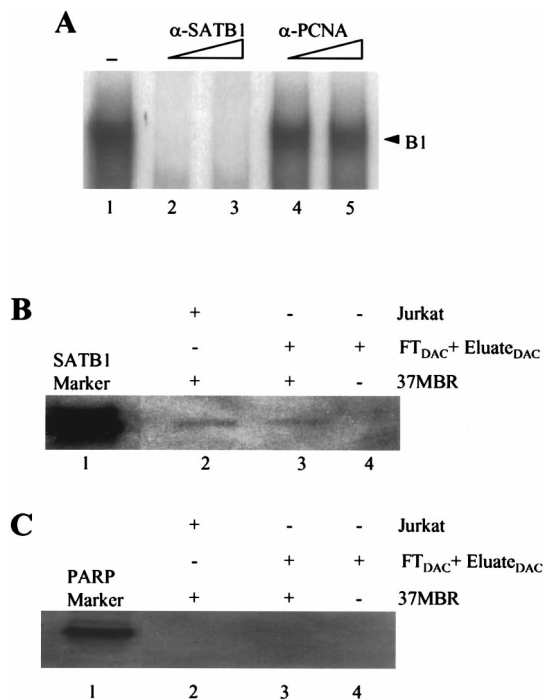 A
α-SATB1 α-PCNA
–
B1
1 2 3 4 5
B
+ - - Jurkat
- + + FT_DAC + Eluate_DAC
SATB1
Marker + + - 37MBR
1 2 3 4
C
+ - - Jurkat
- + + FT_DAC + Eluate_DAC
PARP
Marker + + - 37MBR
1 2 3 4